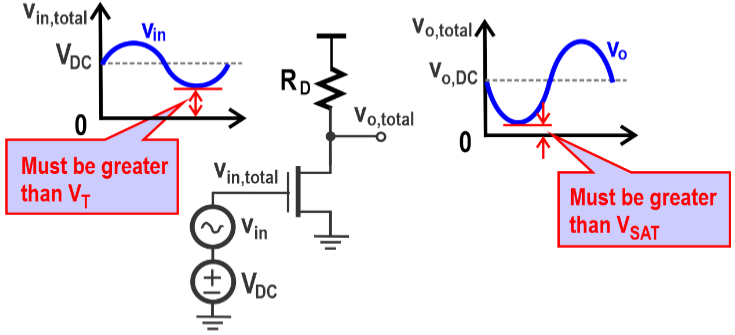 Vin,total
Vin
VDC
0
Must be greater
than VT
RD
Vo,total
Vin,total
Vin
VDC
Vo,total
Vo
Vo,DC
0
Must be greater
than VSAT